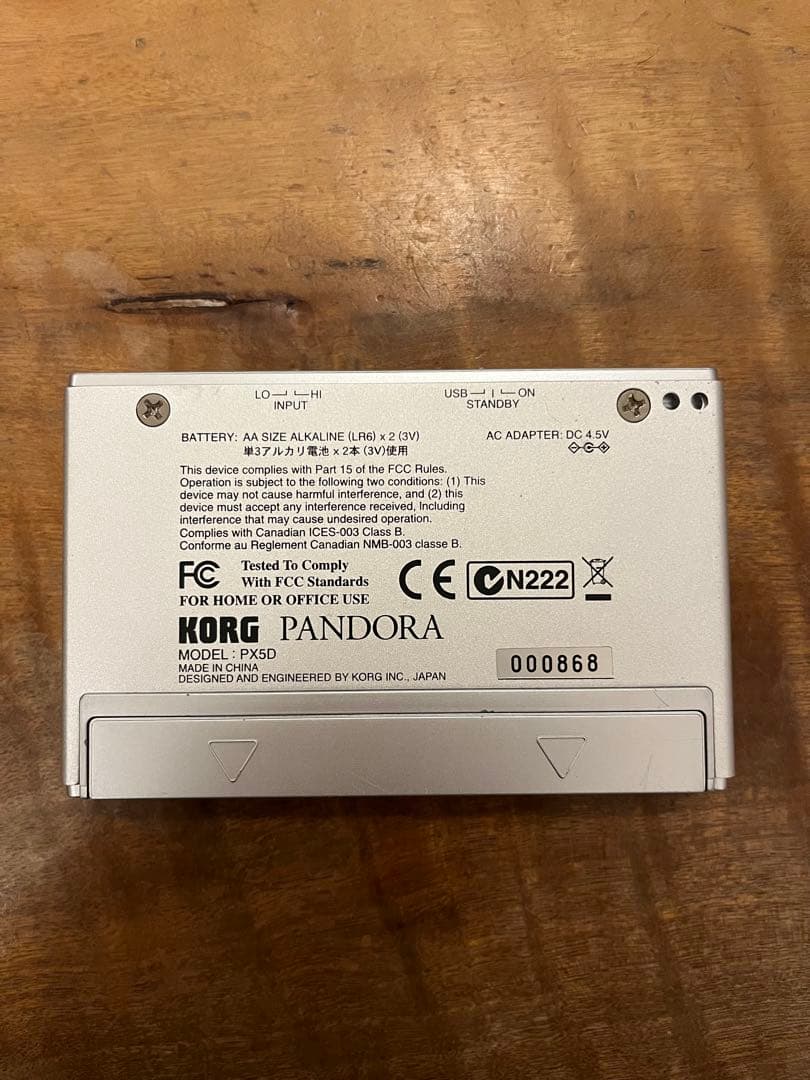 LO HI
INPUT
USB I ON
STANDBY
BATTERY: AA SIZE ALKALINE (LR6) x 2 (3V)
単3アルカリ電池 x 2本 (3V)使用
AC ADAPTER: DC 4.5V
This device complies with Part 15 of the FCC Rules.
Operation is subject to the following two conditions: (1) This
device may not cause harmful interference, and (2) this
device must accept any interference received, Including
interference that may cause undesired operation.
Complies with Canadian ICES-003 Class B.
Conforme au Reglement Canadian NMB-003 classe B.
FC Tested To Comply
With FCC Standards
FOR HOME OR OFFICE USE
CE N222
KORG PANDORA
MODEL : PX5D
MADE IN CHINA
DESIGNED AND ENGINEERED BY KORG INC., JAPAN
000868